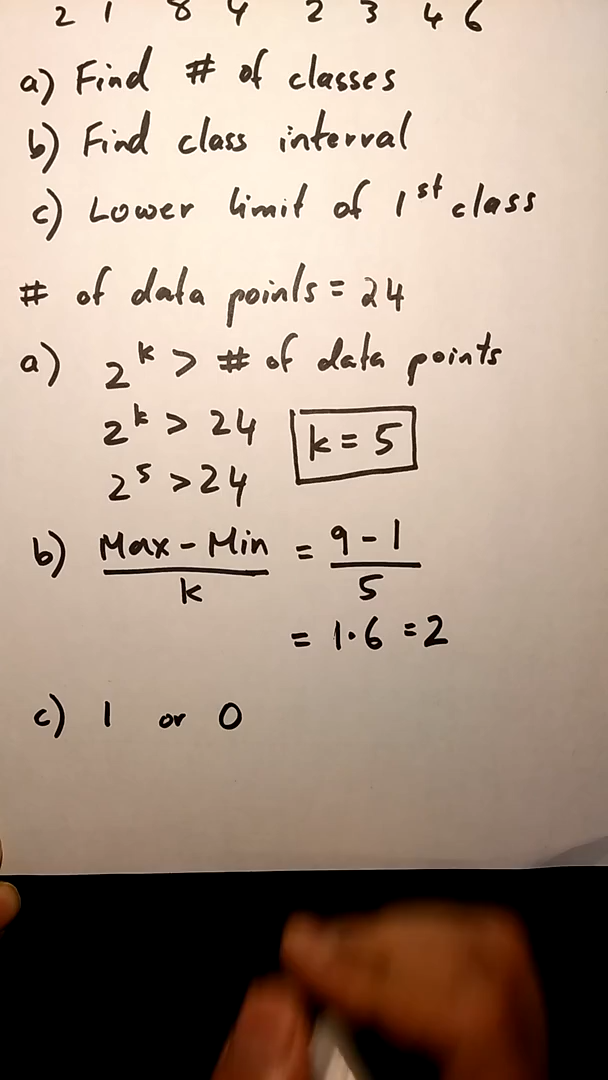 2 1 8 4 2 3 4 6
a) Find # of classes
b) Find class interval
c) Lower limit of 1st class
# of data points = 24
a) 2^k > # of data points
2^k > 24
k = 5
2^5 > 24
b) Max - Min / k = 9 - 1 / 5
= 1.6 = 2
c) 1 or 0